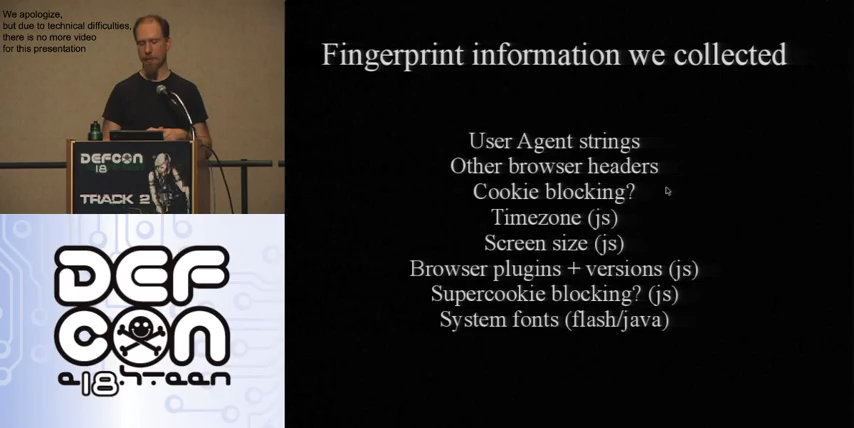 We apologize,
but due to technical difficulties,
there is no more video
for this presentation
DEFCON
18
TRACK 2
DEF
CON
e18.hteen
Fingerprint information we collected
User Agent strings
Other browser headers
Cookie blocking?
Timezone (js)
Screen size (js)
Browser plugins + versions (js)
Supercookie blocking? (js)
System fonts (flash/java)